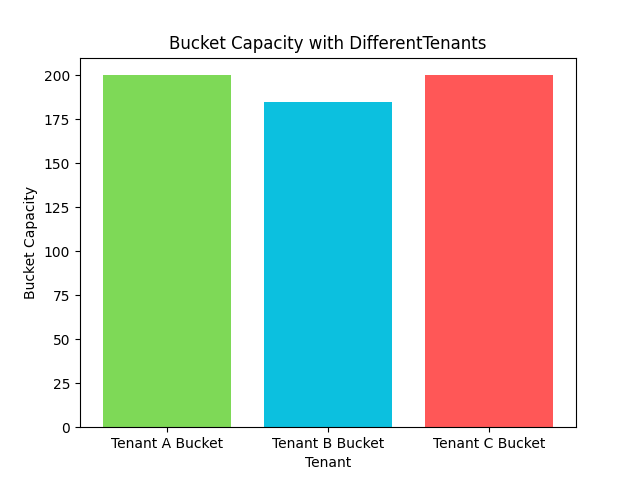 Bucket Capacity with DifferentTenants
Bucket Capacity
200
175
150
125
100
75
50
25
0
Tenant A Bucket
Tenant B Bucket
Tenant C Bucket
Tenant